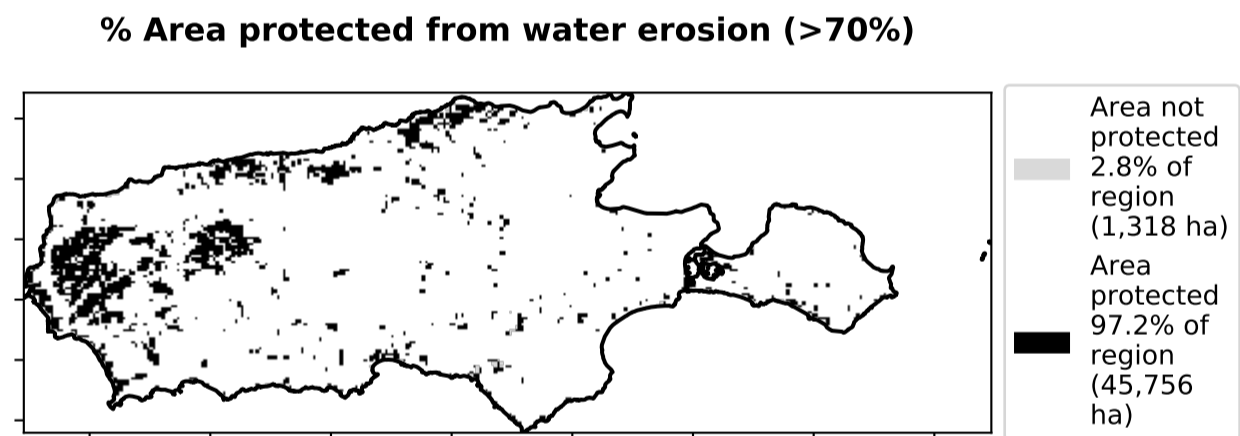 % Area protected from water erosion (>70%)
Area not
protected
2.8% of
region
(1,318 ha)
Area
protected
97.2% of
region
(45,756
ha)